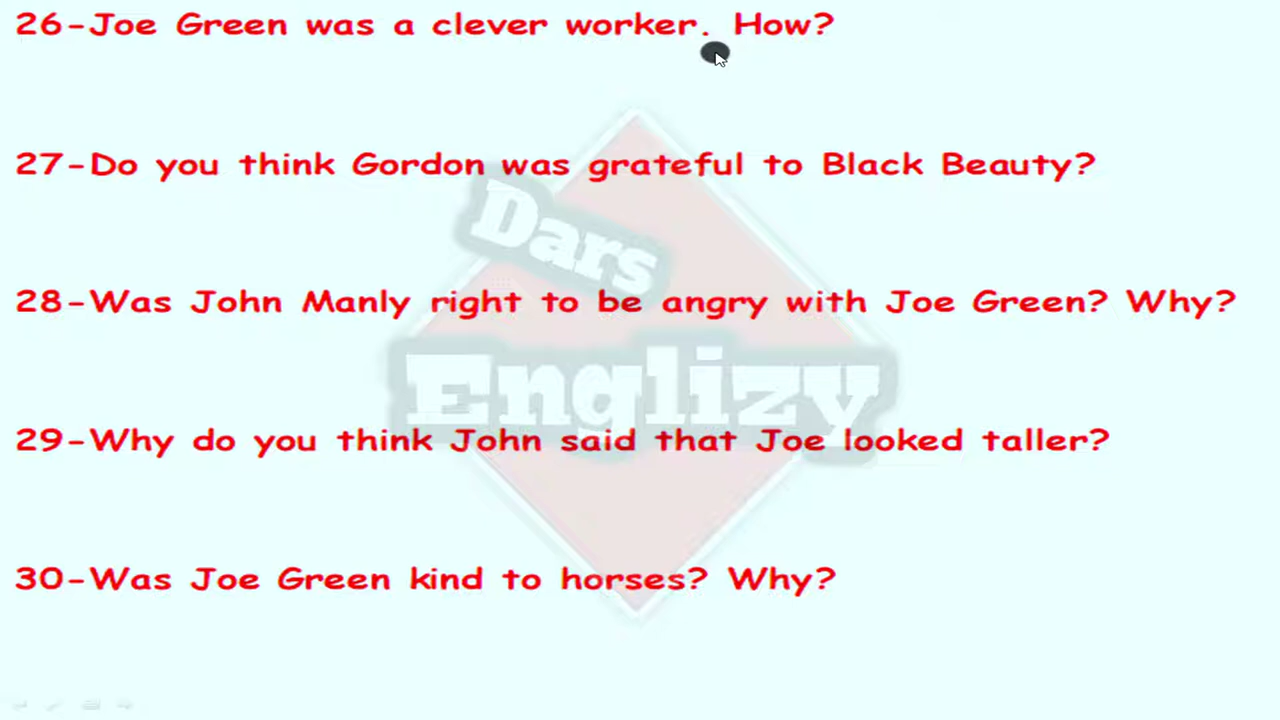 26-Joe Green was a clever worker. How?
27-Do you think Gordon was grateful to Black Beauty?
Dars
28-Was John Manly right to be angry with Joe Green? Why?
Englizy
29-Why do you think John said that Joe looked taller?
30-Was Joe Green kind to horses? Why?